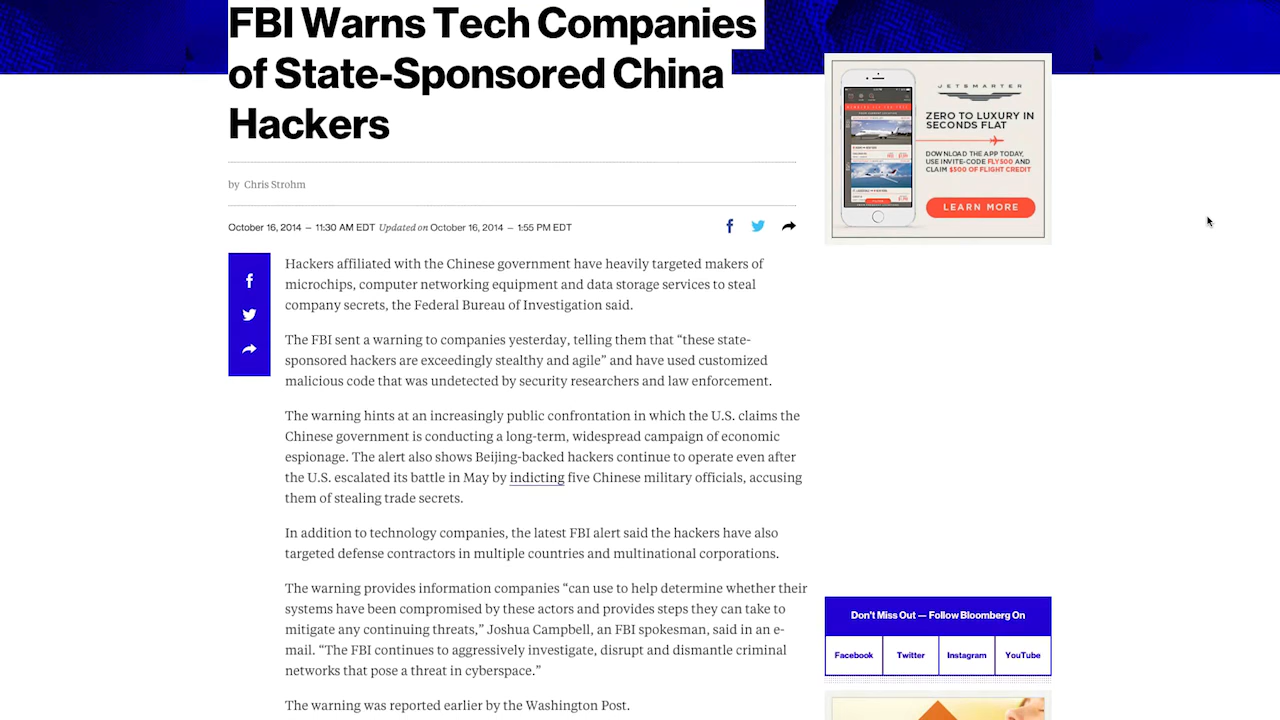 FBI Warns Tech Companies
of State-Sponsored China
Hackers
by Chris Strohm
October 16, 2014 — 11:30 AM EDT Updated on October 16, 2014 — 1:55 PM EDT
Hackers affiliated with the Chinese government have heavily targeted makers of
microchips, computer networking equipment and data storage services to steal
company secrets, the Federal Bureau of Investigation said.
The FBI sent a warning to companies yesterday, telling them that “these state-
sponsored hackers are exceedingly stealthy and agile” and have used customized
malicious code that was undetected by security researchers and law enforcement.
The warning hints at an increasingly public confrontation in which the U.S. claims the
Chinese government is conducting a long-term, widespread campaign of economic
espionage. The alert also shows Beijing-backed hackers continue to operate even after
the U.S. escalated its battle in May by indicting five Chinese military officials, accusing
them of stealing trade secrets.
In addition to technology companies, the latest FBI alert said the hackers have also
targeted defense contractors in multiple countries and multinational corporations.
The warning provides information companies “can use to help determine whether their
systems have been compromised by these actors and provides steps they can take to
mitigate any continuing threats,” Joshua Campbell, an FBI spokesman, said in an e-
mail. “The FBI continues to aggressively investigate, disrupt and dismantle criminal
networks that pose a threat in cyberspace.”
The warning was reported earlier by the Washington Post.
JETSMARTER
ZERO TO LUXURY IN
SECONDS FLAT
DOWNLOAD THE APP TODAY,
USE INVITE-CODE FLY500 AND
CLAIM $500 OF FLIGHT CREDIT
LEARN MORE
Don't Miss Out — Follow Bloomberg On
Facebook
Twitter
Instagram
YouTube